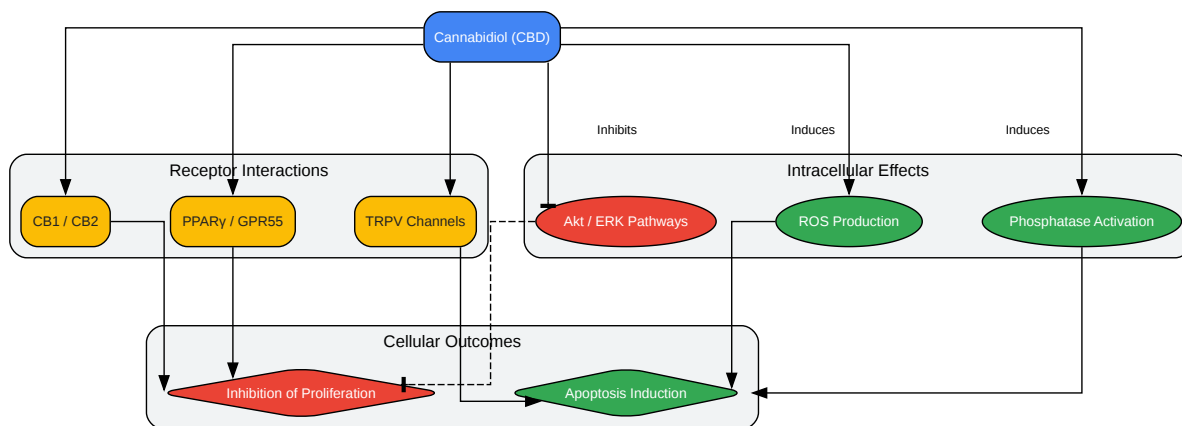 Cannabidiol (CBD)
Inhibits
Induces
Induces
Receptor Interactions
Intracellular Effects
CB1 / CB2
PPARγ / GPR55
TRPV Channels
Akt / ERK Pathways
ROS Production
Phosphatase Activation
Cellular Outcomes
Inhibition of Proliferation
Apoptosis Induction